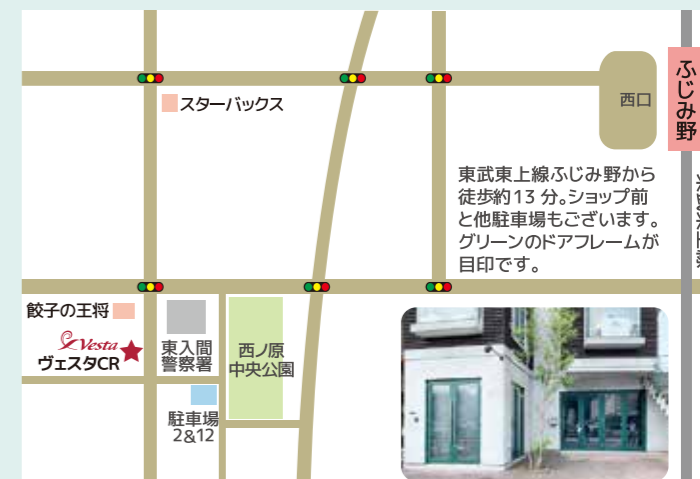 スターバックス
西口
ふじみ野
東武東上線ふじみ野から
徒歩約13 分。ショップ前
と他駐車場もございます。
グリーンのドアフレームが
目印です。
餃子の王将
Vesta
ヴェスタCR
東入間
警察署
西ノ原
中央公園
駐車場
2&12